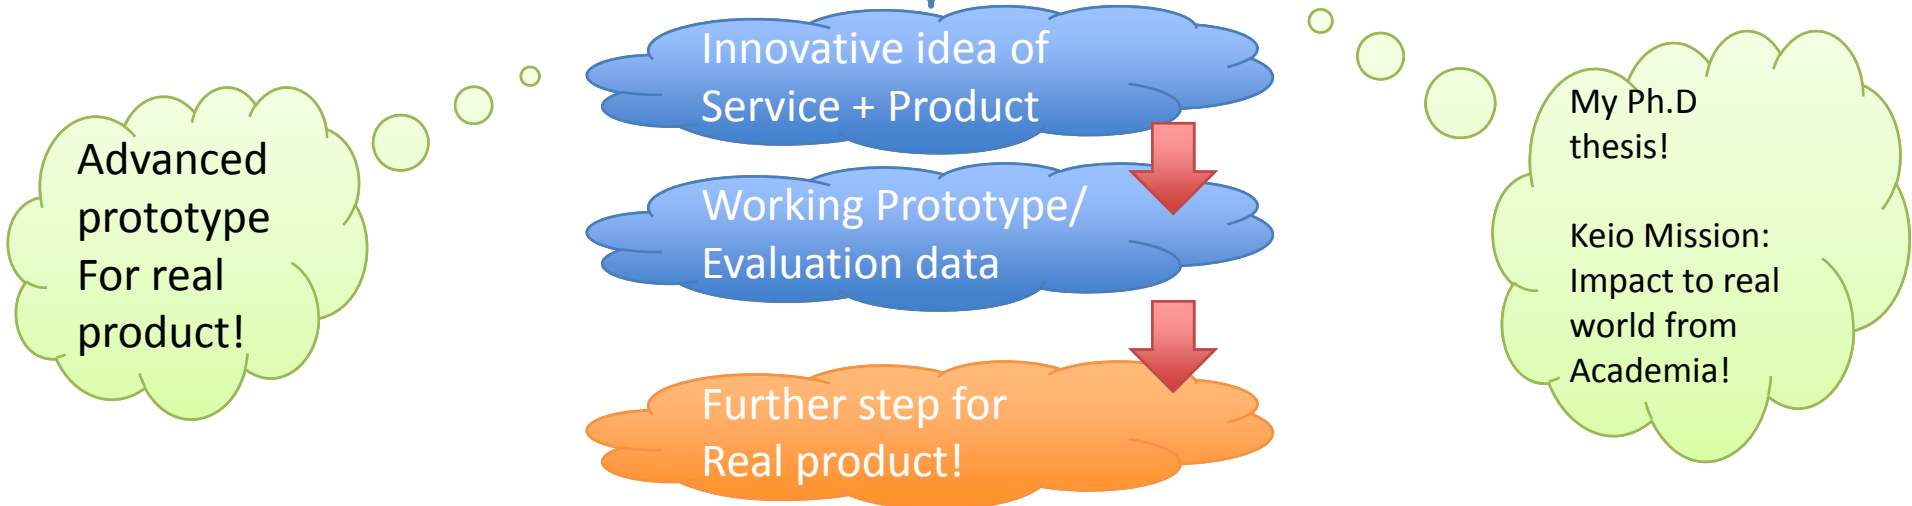 Advanced
prototype
For real
product!
Innovative idea of
Service + Product
Working Prototype/
Evaluation data
Further step for
Real product!
My Ph.D
thesis!
Keio Mission:
Impact to real
world from
Academia!